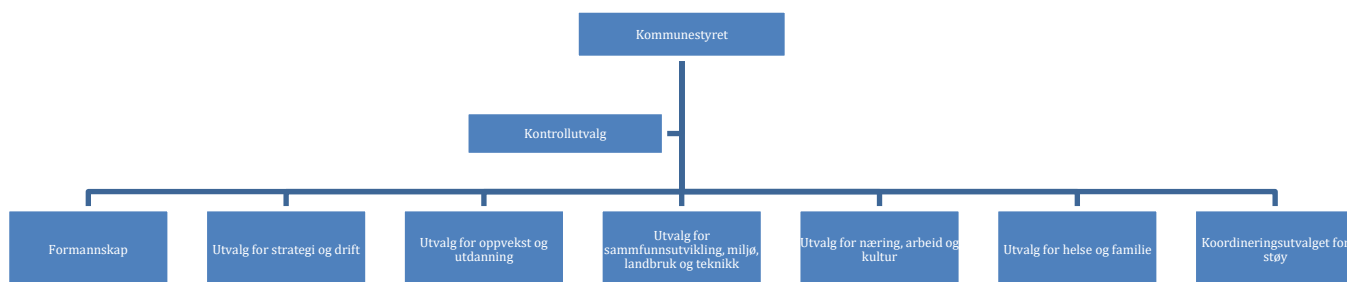 Kommunestyret
Kontrollutvalg
Formannskap
Utvalg for strategi og drift
Utvalg for oppvekst og
utdanning
Utvalg for
sammfunnsutvikling, miljø,
landbruk og teknikk
Utvalg for næring, arbeid og
kultur
Utvalg for helse og familie
Koordineringsutvalget for
støy